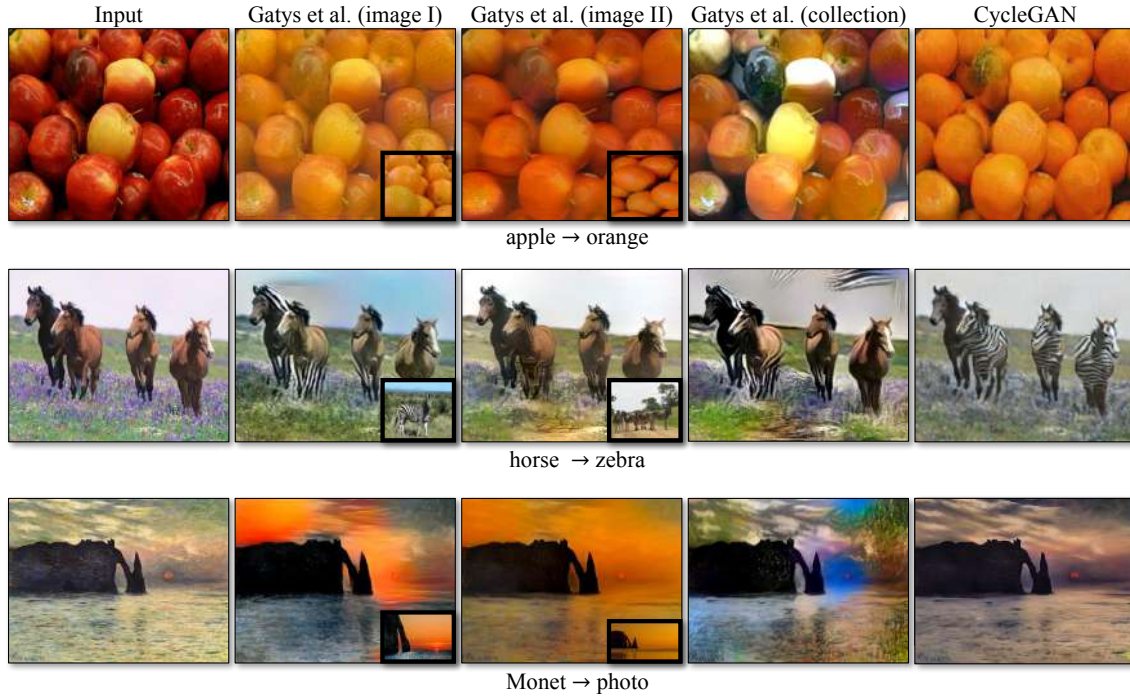 Input Gatys et al. (image I) Gatys et al. (image II) Gatys et al. (collection) CycleGAN
apple → orange
horse → zebra
Monet → photo